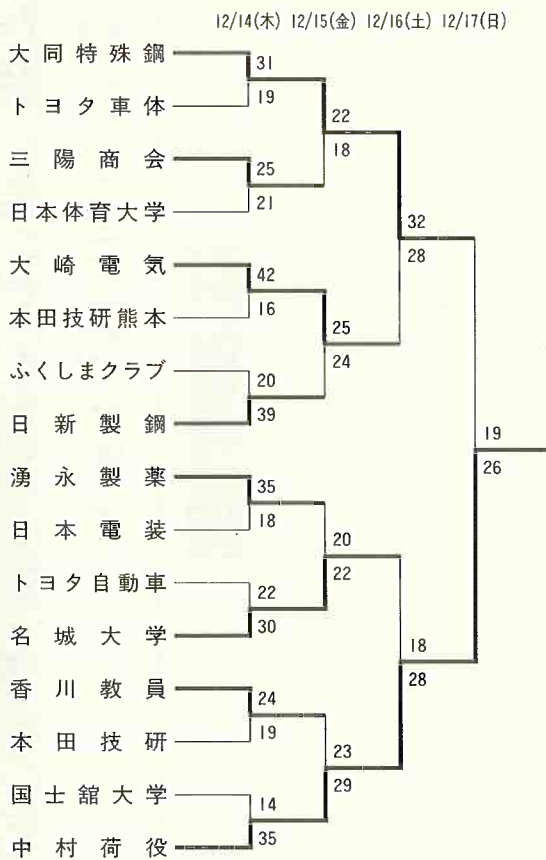 12/14(木) 12/15(金) 12/16(土) 12/17(日)
大同特殊鋼
31
トヨタ車体
19
22
18
三陽商会
25
日本体育大学
21
32
28
大崎電気
42
本田技研熊本
16
25
24
ふくしまクラブ
20
日新製鋼
39
19
26
湧永製薬
35
日本電装
18
20
22
トヨタ自動車
22
名城大学
30
18
28
香川教員
24
本田技研
19
23
29
国士舘大学
14
中村荷役
35